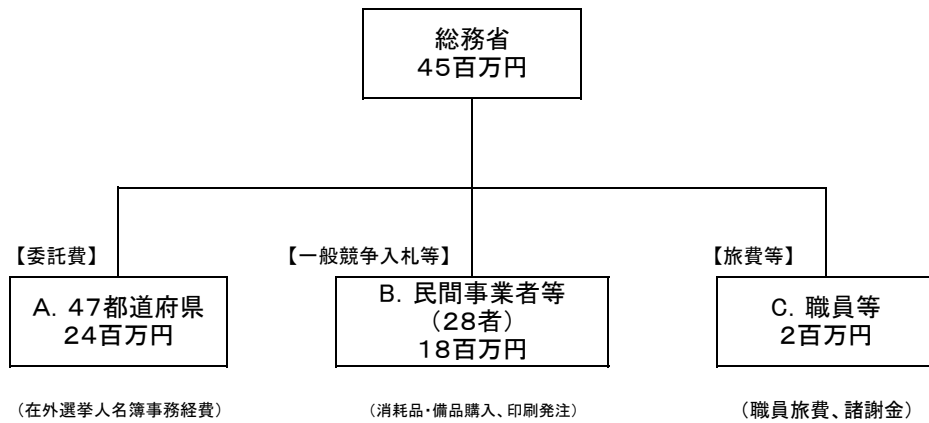 総務省
45百万円
【委託費】
【一般競争入札等】
【旅費等】
A. 47都道府県
24百万円
B. 民間事業者等
（28者）
18百万円
C. 職員等
2百万円
（在外選挙人名簿事務経費）
（消耗品・備品購入、印刷発注）
（職員旅費、諸謝金）